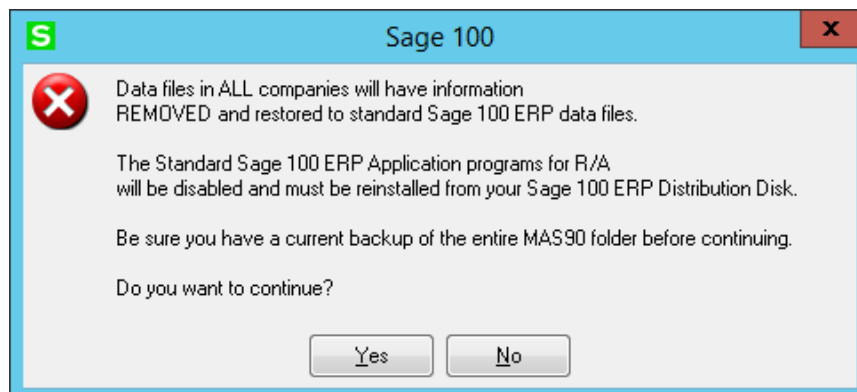 S
Sage 100
x
Data files in ALL companies will have information
REMOVED and restored to standard Sage 100 ERP data files.
The Standard Sage 100 ERP Application programs for R/A
will be disabled and must be reinstalled from your Sage 100 ERP Distribution Disk.
Be sure you have a current backup of the entire MAS90 folder before continuing.
Do you want to continue?
Yes No